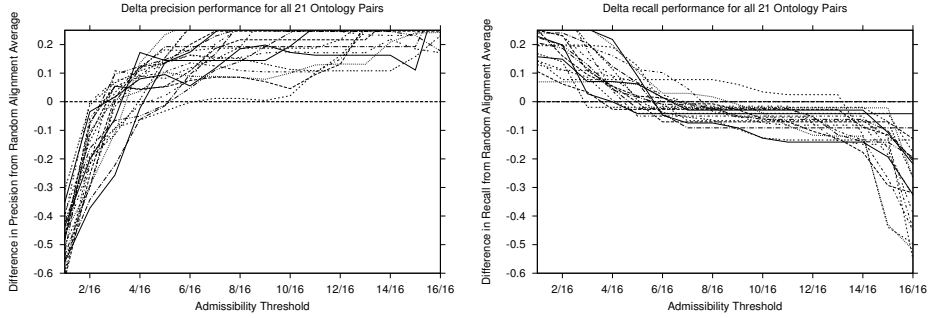 Delta precision performance for all 21 Ontology Pairs
Difference in Precision from Random Alignment Average
0.2
0.1
0
-0.1
-0.2
-0.3
-0.4
-0.5
-0.6
2/16 4/16 6/16 8/16 10/16 12/16 14/16 16/16
Admissibility Threshold
Delta recall performance for all 21 Ontology Pairs
Difference in Recall from Random Alignment Average
0.2
0.1
0
-0.1
-0.2
-0.3
-0.4
-0.5
-0.6
2/16 4/16 6/16 8/16 10/16 12/16 14/16 16/16
Admissibility Threshold